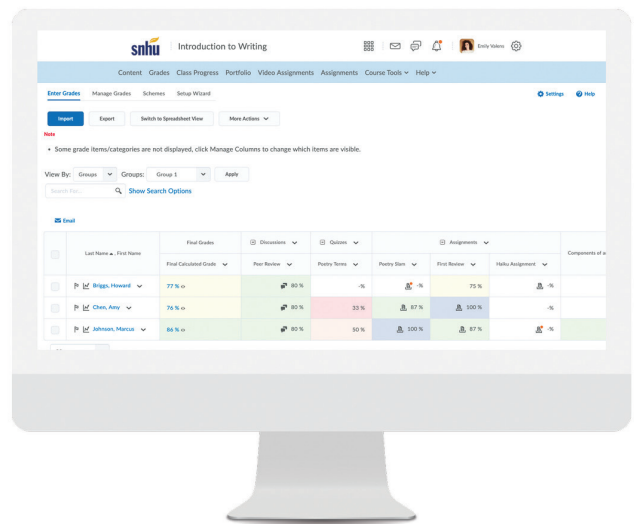 snhu Introduction to Writing Emily Valens
Content Grades Class Progress Portfolio Video Assignments Assignments Course Tools Help
Enter Grades Manage Grades Schemes Setup Wizard Settings Help
Import Export Switch to Spreadsheet View More Actions
Note
• Some grade items/categories are not displayed, click Manage Columns to change which items are visible.
View By: Groups Groups: Group 1 Apply
Search For... Show Search Options
Email
Final Grades Discussions Quizzes Assignments
Last Name ▲, First Name Components of a
Final Calculated Grade Peer Review Poetry Terms Poetry Slam First Review Haiku Assignment
Briggs, Howard 77 % 80 % -% -% 75 % -%
Chen, Amy 76 % 80 % 33 % 87 % 100 % -%
Johnson, Marcus 86 % 80 % 50 % 100 % 87 % -%